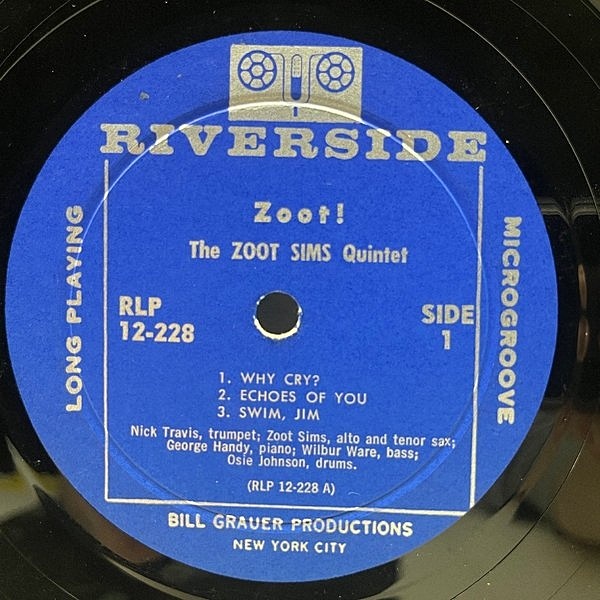 RIVERSIDE
Zoot!
The ZOOT SIMS Quintet
RLP
12-228
SIDE
1
LONG PLAYING
MICROGROOVE
1. WHY CRY?
2. ECHOES OF YOU
3. SWIM, JIM
Nick Travis, trumpet; Zoot Sims, alto and tenor sax;
George Handy, piano; Wilbur Ware, bass;
Osie Johnson, drums.
(RLP 12-228 A)
BILL GRAUER PRODUCTIONS
NEW YORK CITY